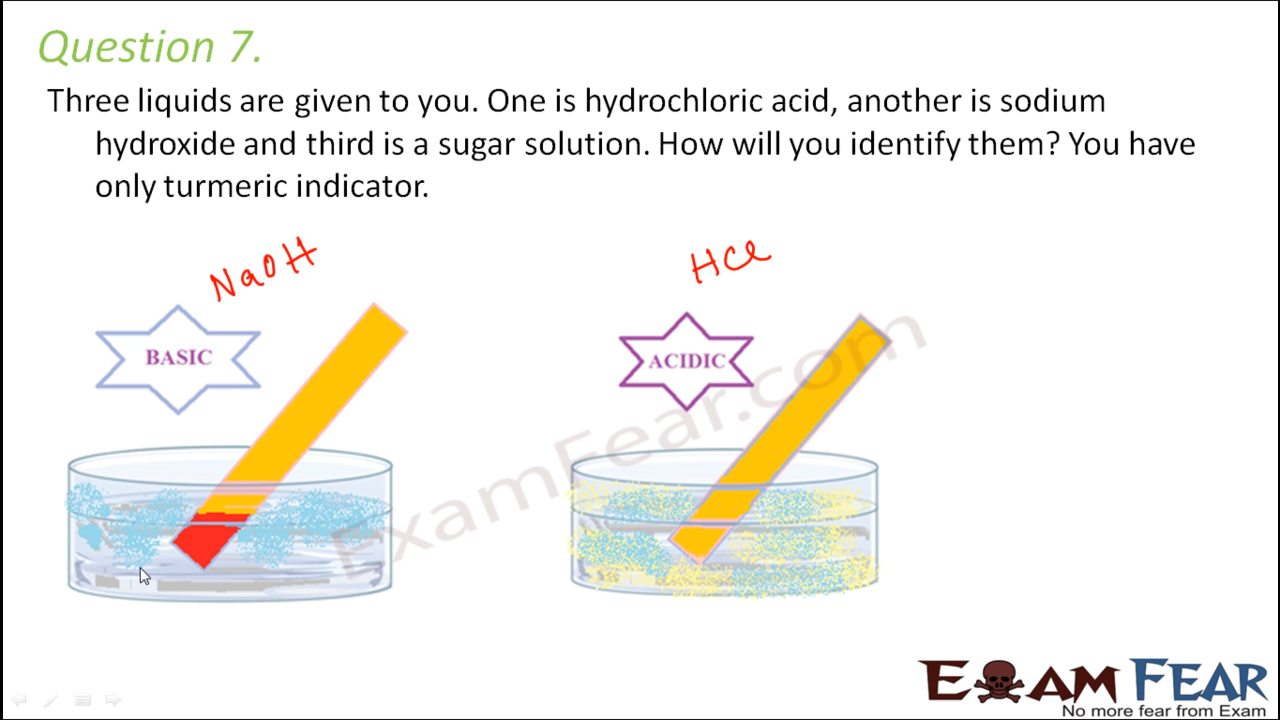 Question 7.
Three liquids are given to you. One is hydrochloric acid, another is sodium
hydroxide and third is a sugar solution. How will you identify them? You have
only turmeric indicator.
NaOH
HCl
BASIC
ACIDIC
ExamFear.com
EXAM FEAR
No more fear from Exam